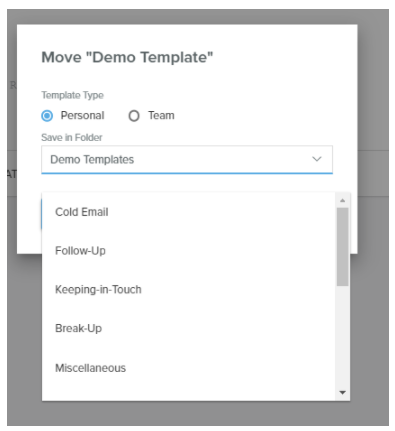 Move "Demo Template"
Template Type
Personal Team
Save in Folder
Demo Templates
Cold Email
Follow-Up
Keeping-in-Touch
Break-Up
Miscellaneous